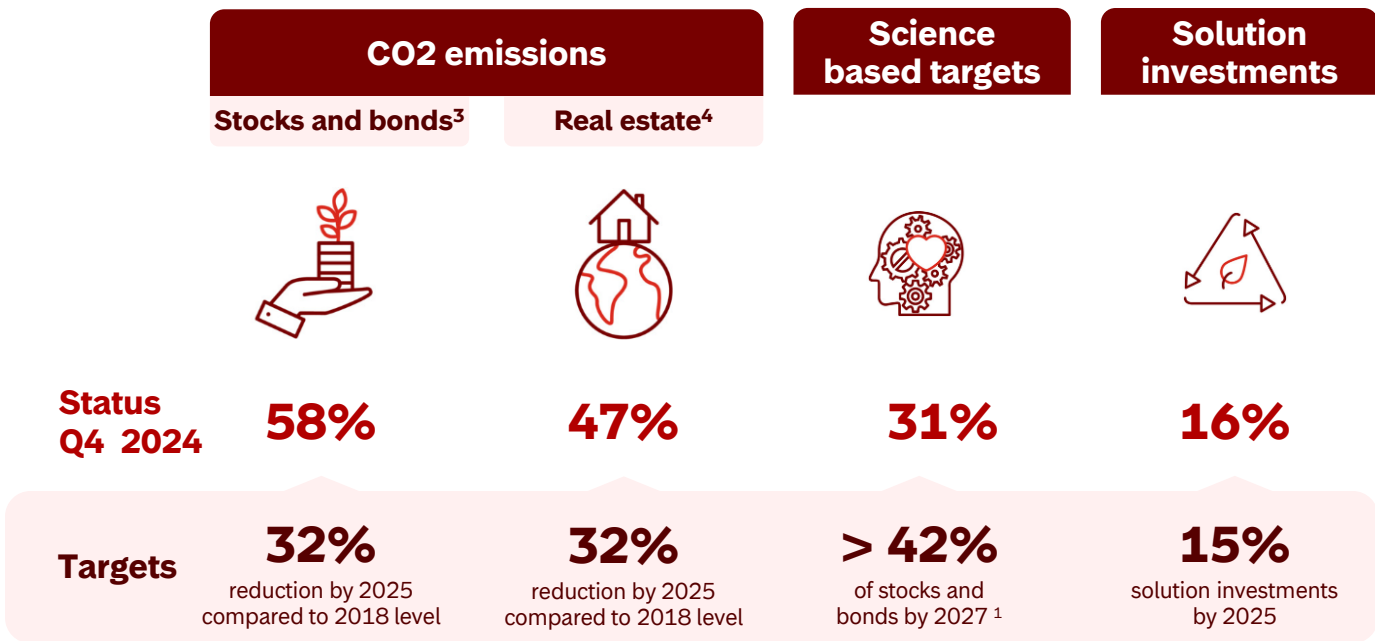 CO2 emissions
Science
based targets
Solution
investments
Stocks and bonds³
Real estate⁴
Status
Q4 2024
58%
47%
31%
16%
Targets
32%
reduction by 2025
compared to 2018 level
32%
reduction by 2025
compared to 2018 level
> 42%
of stocks and
bonds by 2027 ¹
15%
solution investments
by 2025